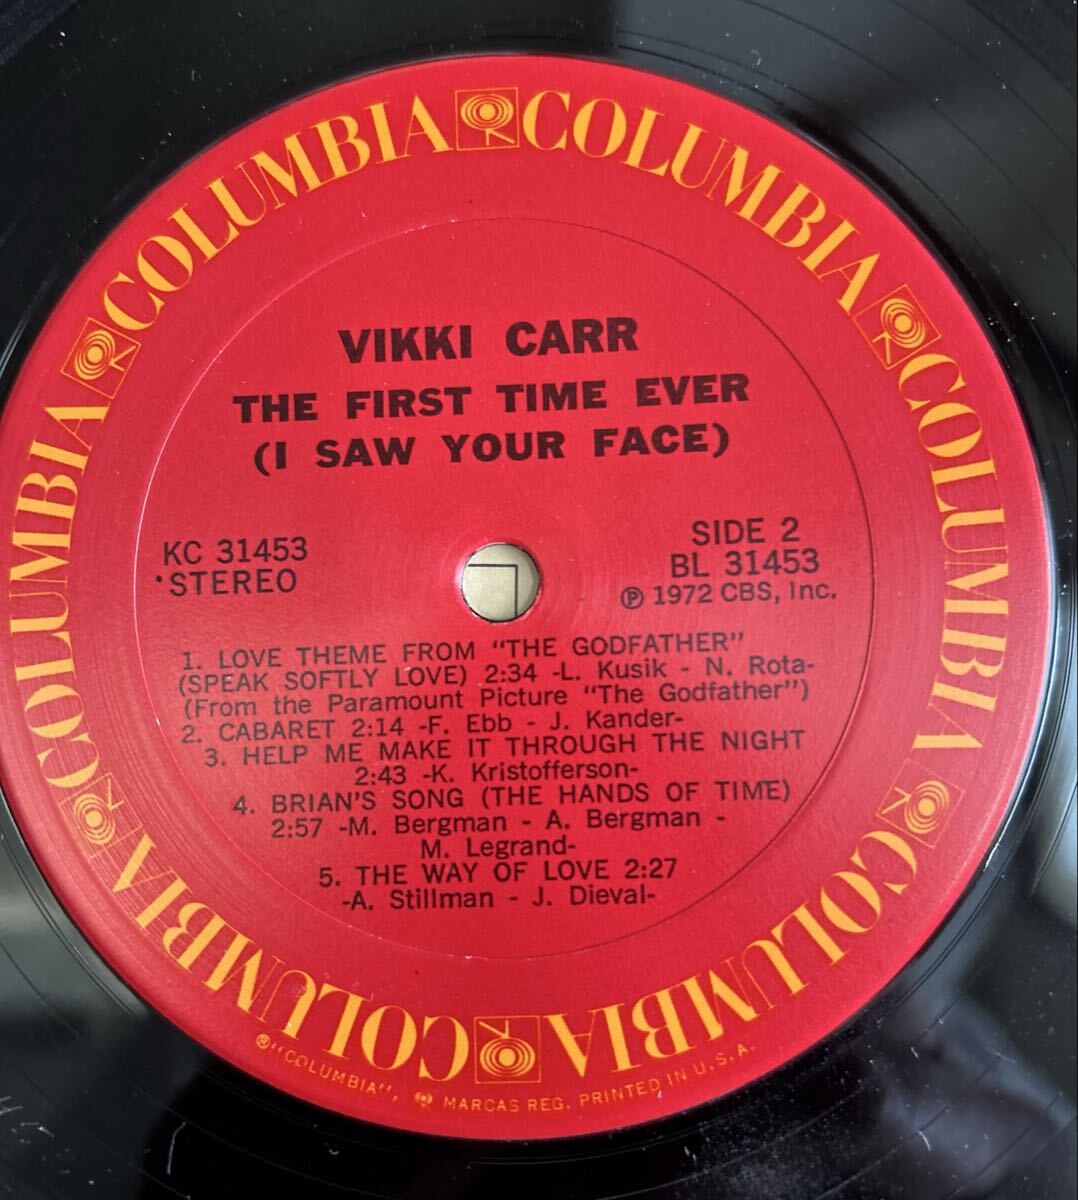 COLUMBIA COLUMBIA COLUMBIA COLUMBIA COLUMBIA COLUMBIA
VIKKI CARR
THE FIRST TIME EVER
(I SAW YOUR FACE)
KC 31453
STEREO
SIDE 2
BL 31453
℗ 1972 CBS, Inc.
1. LOVE THEME FROM "THE GODFATHER"
(SPEAK SOFTLY LOVE) 2:34 -L. Kusik - N. Rota-
(From the Paramount Picture "The Godfather")
2. CABARET 2:14 -F. Ebb - J. Kander-
3. HELP ME MAKE IT THROUGH THE NIGHT
2:43 -K. Kristofferson-
4. BRIAN'S SONG (THE HANDS OF TIME)
2:57 -M. Bergman - A. Bergman -
M. Legrand-
5. THE WAY OF LOVE 2:27
-A. Stillman - J. Dieval-
®"COLUMBIA", MARCAS REG. PRINTED IN U.S.A.